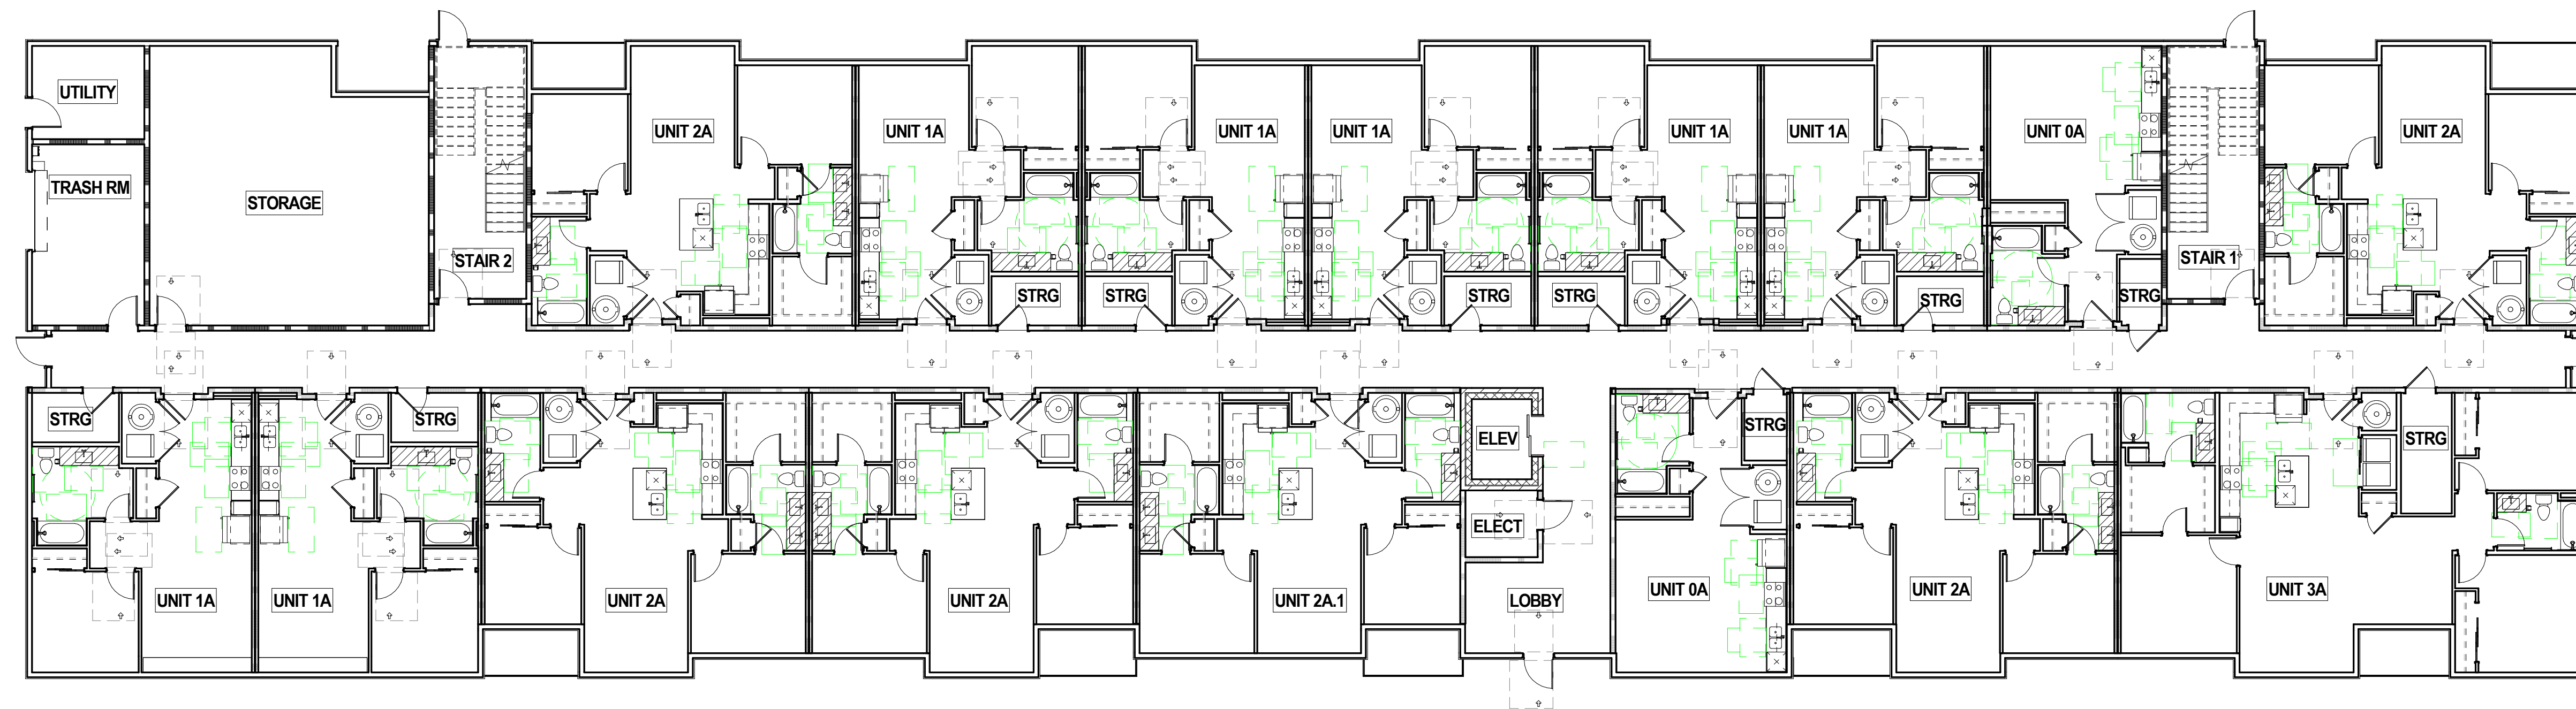 UTILITY
TRASH RM
STORAGE
STAIR 2
UNIT 2A
UNIT 1A
UNIT 1A
UNIT 1A
UNIT 1A
UNIT 1A
UNIT 0A
STAIR 1
UNIT 2A
STRG
STRG
STRG
STRG
STRG
STRG
STRG
STRG
ELEV
STRG
STRG
ELECT
UNIT 1A
UNIT 1A
UNIT 2A
UNIT 2A
UNIT 2A.1
LOBBY
UNIT 0A
UNIT 2A
UNIT 3A